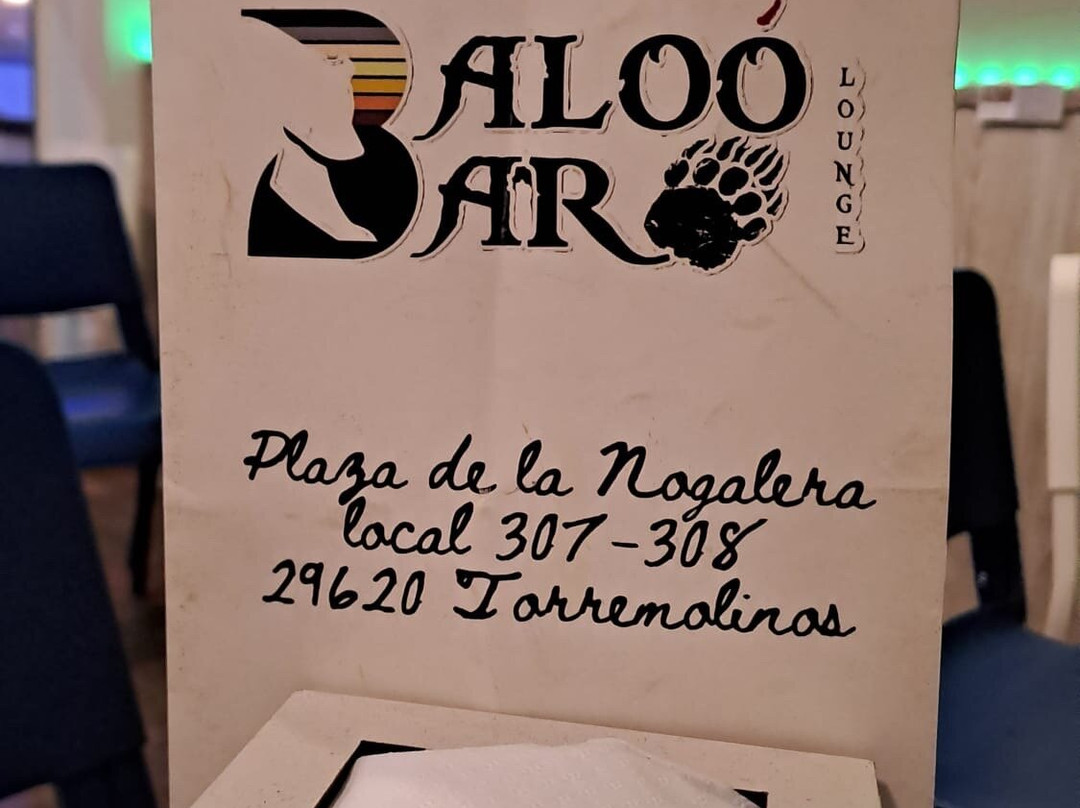 BALOÓ
BAR
LOUNGE
Plaza de la Nogalera
local 307-308
29620 Torremolinos